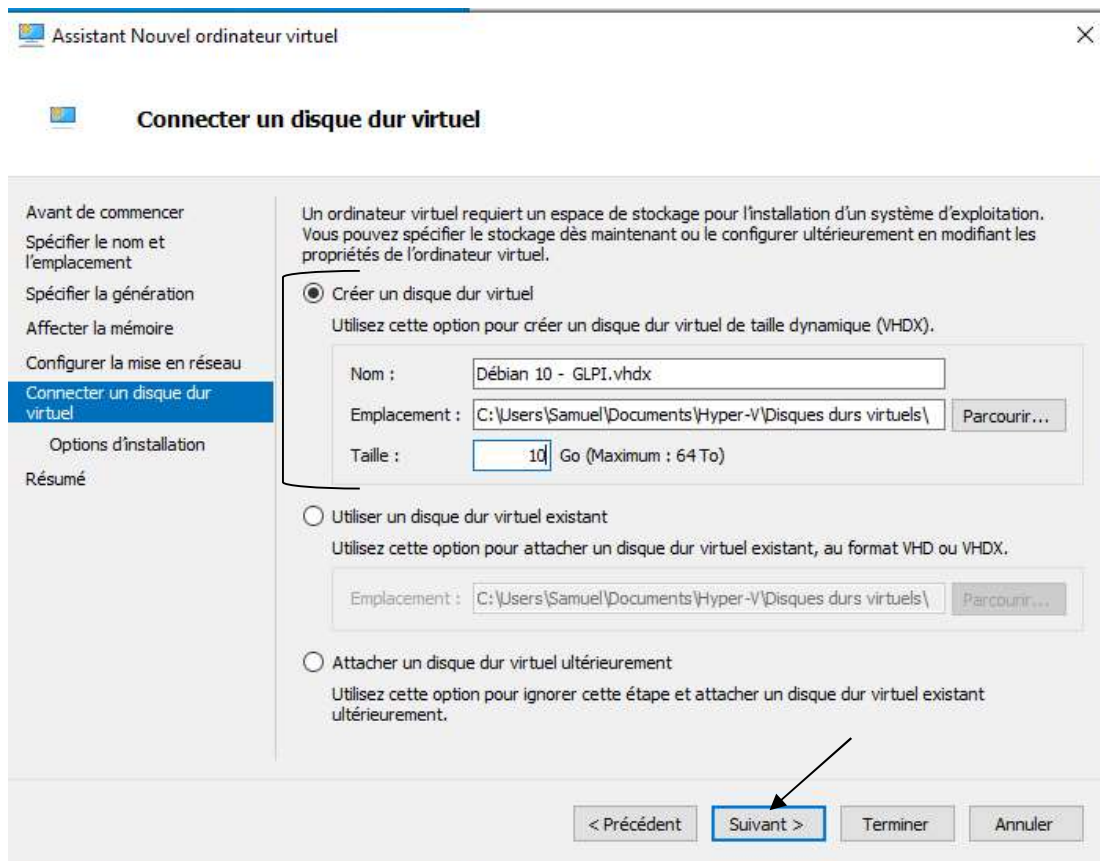 Assistant Nouvel ordinateur virtuel
Connecter un disque dur virtuel
Avant de commencer
Spécifier le nom et
l'emplacement
Spécifier la génération
Affecter la mémoire
Configurer la mise en réseau
Connecter un disque dur
virtuel
Options d'installation
Résumé
Un ordinateur virtuel requiert un espace de stockage pour l'installation d'un système d'exploitation.
Vous pouvez spécifier le stockage dès maintenant ou le configurer ultérieurement en modifiant les
propriétés de l'ordinateur virtuel.
Créer un disque dur virtuel
Utilisez cette option pour créer un disque dur virtuel de taille dynamique (VHDX).
Nom : Débian 10 - GLPI.vhdx
Emplacement : C:\Users\Samuel\Documents\Hyper-V\Disques durs virtuels\ Parcourir...
Taille : 10 Go (Maximum : 64 To)
Utiliser un disque dur virtuel existant
Utilisez cette option pour attacher un disque dur virtuel existant, au format VHD ou VHDX.
Emplacement : C:\Users\Samuel\Documents\Hyper-V\Disques durs virtuels\ Parcourir...
Attacher un disque dur virtuel ultérieurement
Utilisez cette option pour ignorer cette étape et attacher un disque dur virtuel existant
ultérieurement.
< Précédent Suivant > Terminer Annuler